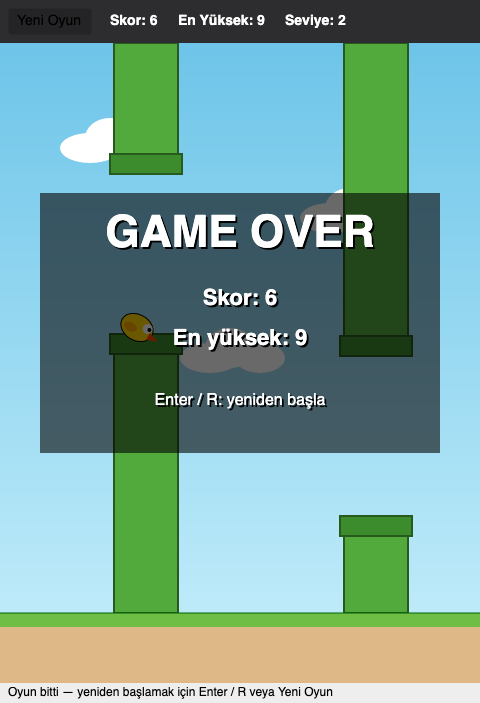 Yeni Oyun Skor: 6 En Yüksek: 9 Seviye: 2
GAME OVER
Skor: 6
En yüksek: 9
Enter / R: yeniden başla
Oyun bitti — yeniden başlamak için Enter / R veya Yeni Oyun